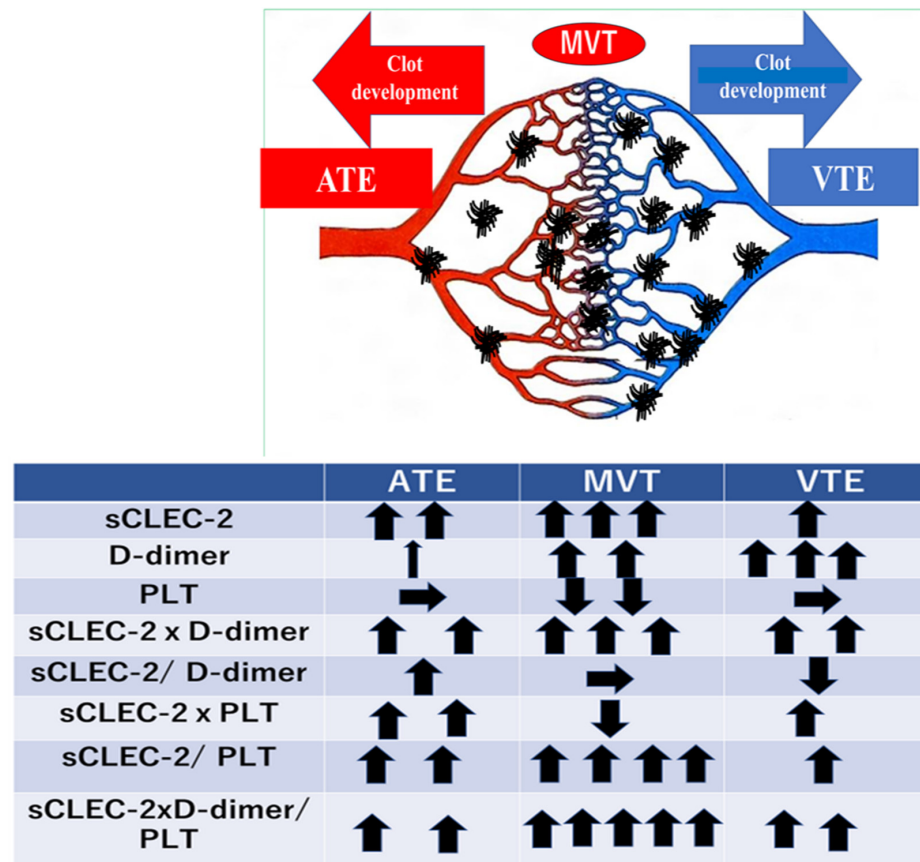 MVT
Clot
development
Clot
development
ATE
VTE
ATE MVT VTE
sCLEC-2
D-dimer
PLT
sCLEC-2 x D-dimer
sCLEC-2/ D-dimer
sCLEC-2 x PLT
sCLEC-2/ PLT
sCLEC-2xD-dimer/
PLT